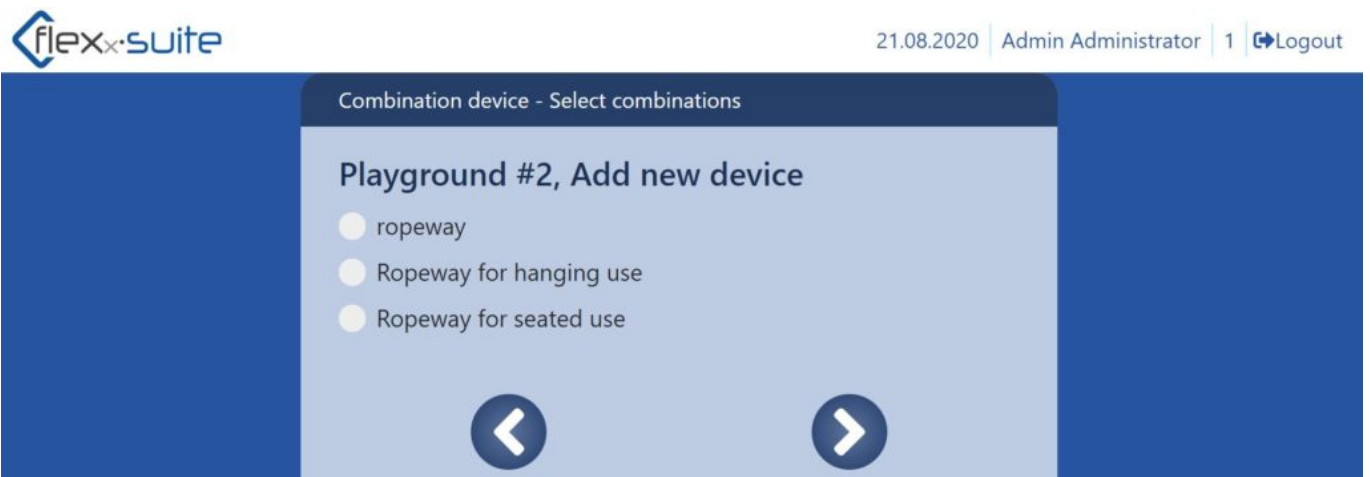 flexx·suite
21.08.2020 Admin Administrator 1 Logout
Combination device - Select combinations
Playground #2, Add new device
ropeway
Ropeway for hanging use
Ropeway for seated use